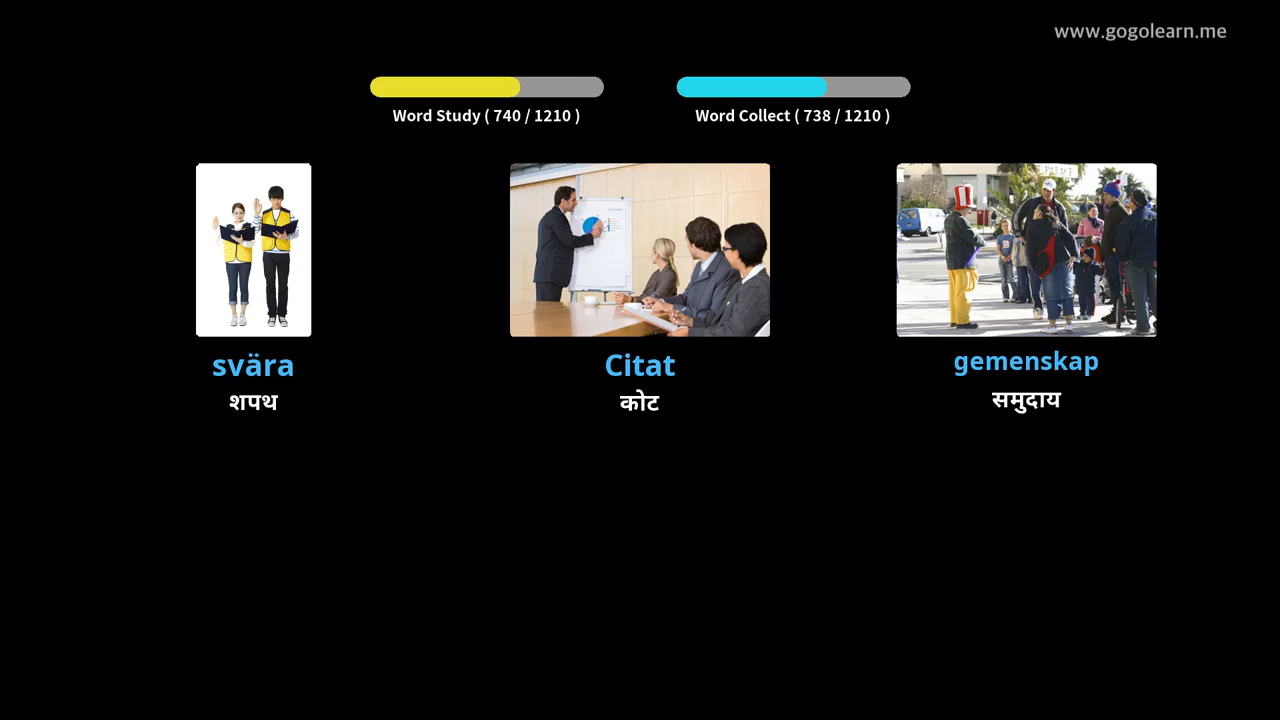 www.gogolearn.me
Word Study ( 740 / 1210 )
Word Collect ( 738 / 1210 )
svära
Citat
gemenskap
शपथ
कोट
समुदाय